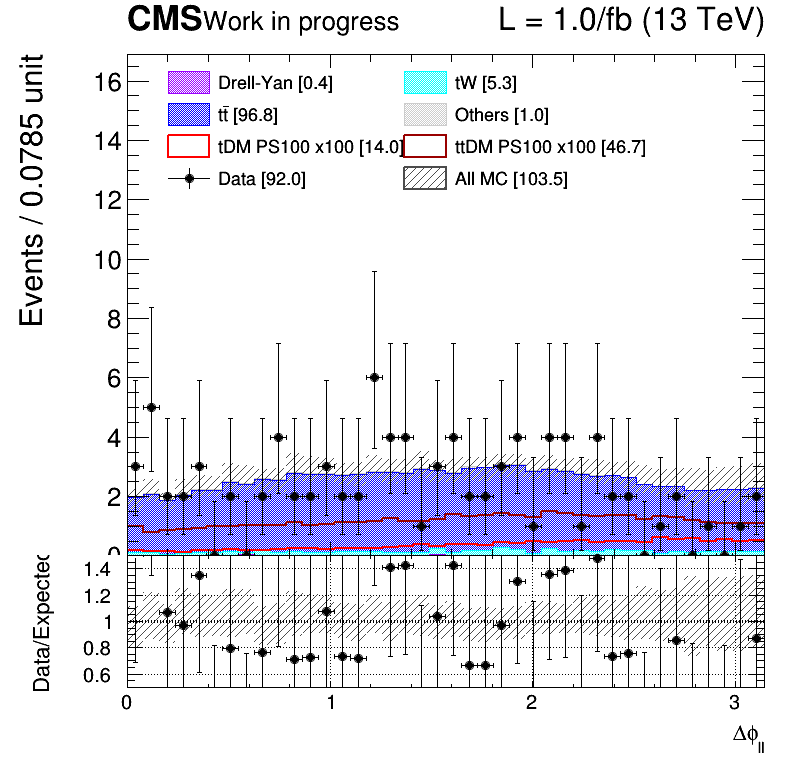 CMS Work in progress L = 1.0/fb (13 TeV)
Events / 0.0785 unit
16
14
12
10
8
6
4
2
0
Drell-Yan [0.4] tW [5.3]
tt̄ [96.8] Others [1.0]
tDM PS100 x100 [14.0] ttDM PS100 x100 [46.7]
Data [92.0] All MC [103.5]
Data/Expected
1.4
1.2
1
0.8
0.6
0 1 2 3
Δϕll